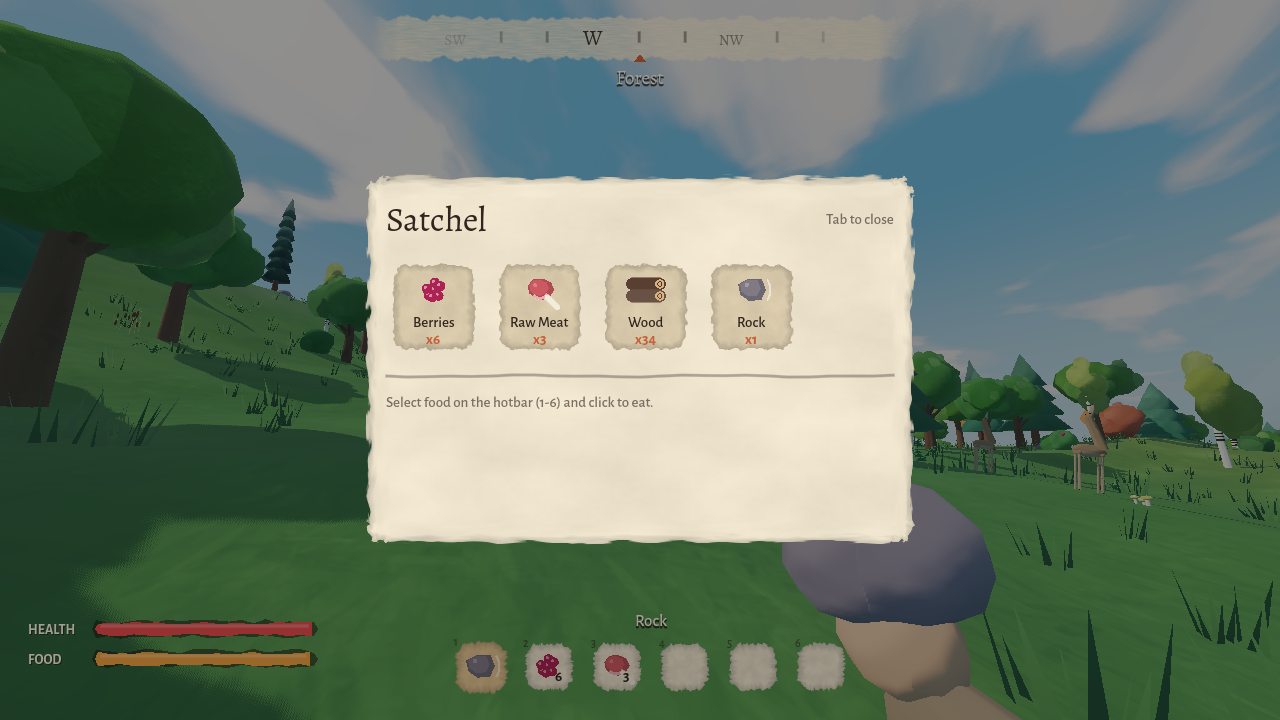 SW W NW
Forest
Satchel
Tab to close
Berries
x6
Raw Meat
x3
Wood
x34
Rock
x1
Select food on the hotbar (1-6) and click to eat.
HEALTH
FOOD
Rock
1 2 3 4 5 6
6
3